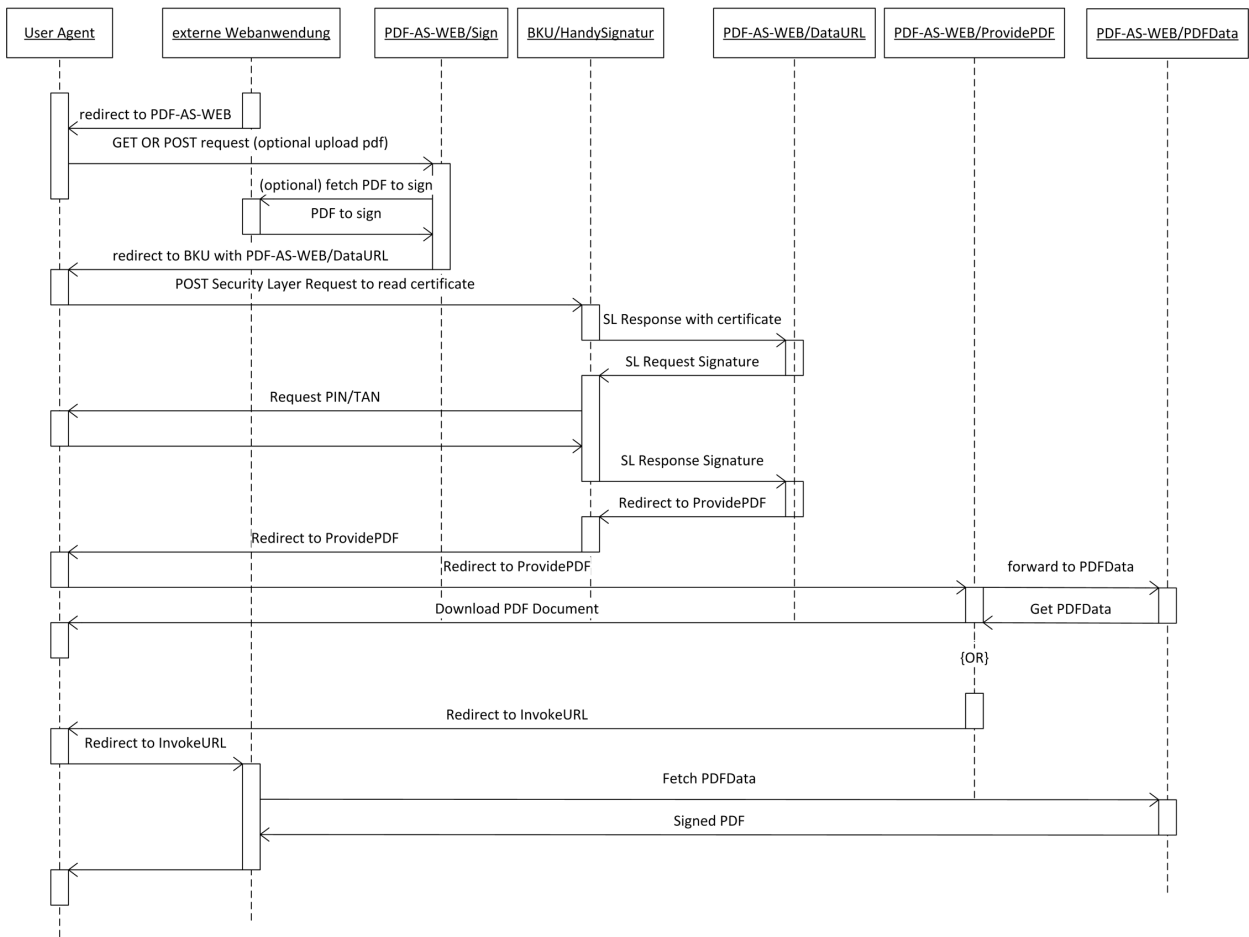 User Agent
externe Webanwendung
PDF-AS-WEB/Sign
BKU/HandySignatur
PDF-AS-WEB/DataURL
PDF-AS-WEB/ProvidePDF
PDF-AS-WEB/PDFData
redirect to PDF-AS-WEB
GET OR POST request (optional upload pdf)
(optional) fetch PDF to sign
PDF to sign
redirect to BKU with PDF-AS-WEB/DataURL
POST Security Layer Request to read certificate
SL Response with certificate
SL Request Signature
Request PIN/TAN
SL Response Signature
Redirect to ProvidePDF
Redirect to ProvidePDF
Redirect to ProvidePDF
forward to PDFData
Download PDF Document
Get PDFData
{OR}
Redirect to InvokeURL
Redirect to InvokeURL
Fetch PDFData
Signed PDF